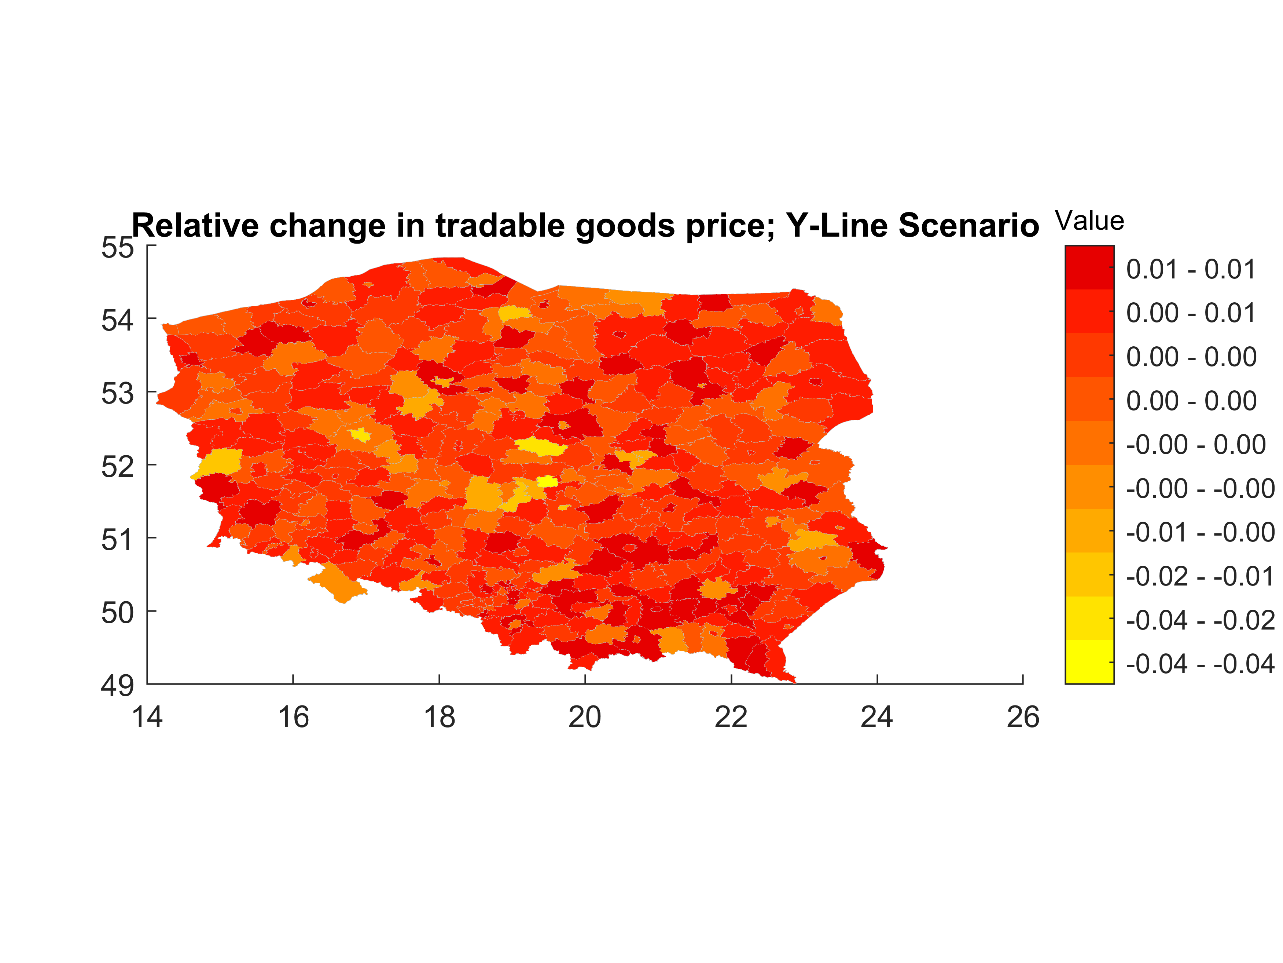 Relative change in tradable goods price; Y-Line Scenario
Value
55
54
53
52
51
50
49
14 16 18 20 22 24 26
0.01 - 0.01
0.00 - 0.01
0.00 - 0.00
0.00 - 0.00
-0.00 - 0.00
-0.00 - -0.00
-0.01 - -0.00
-0.02 - -0.01
-0.04 - -0.02
-0.04 - -0.04